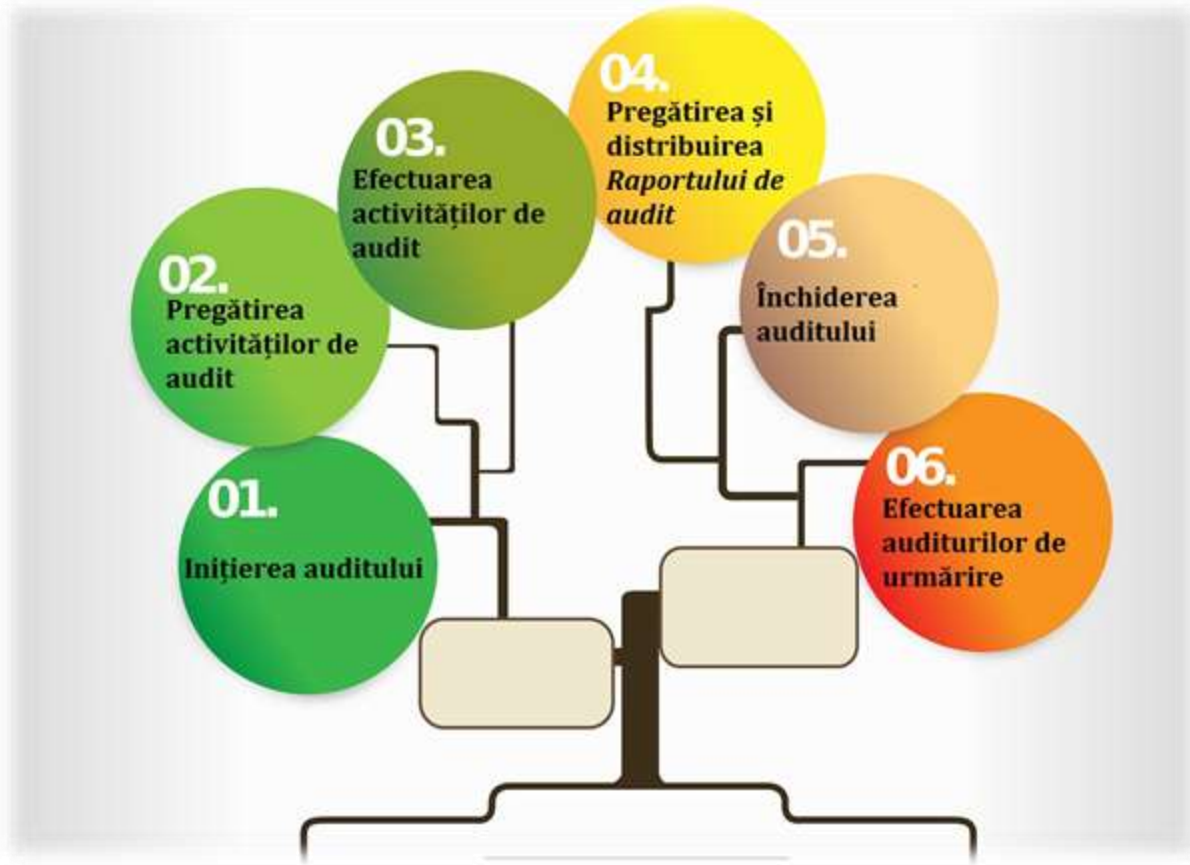 01.
Inițierea auditului
02.
Pregătirea
activităților de
audit
03.
Efectuarea
activităților de
audit
04.
Pregătirea și
distribuirea
Raportului de
audit
05.
Închiderea
auditului
06.
Efectuarea
auditurilor de
urmărire